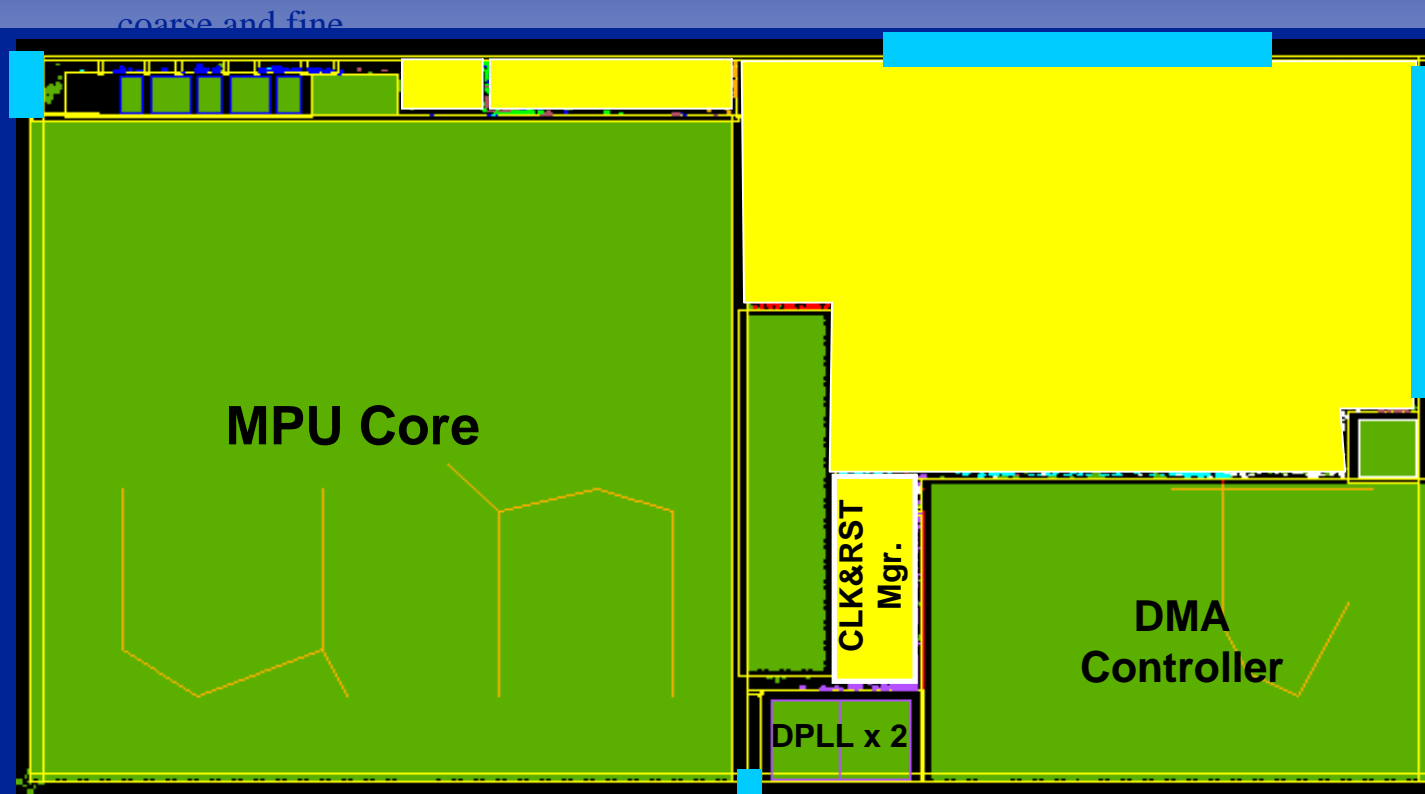 coarse and fine
MPU Core
CLK&RST
Mgr.
DMA
Controller
DPLL x 2